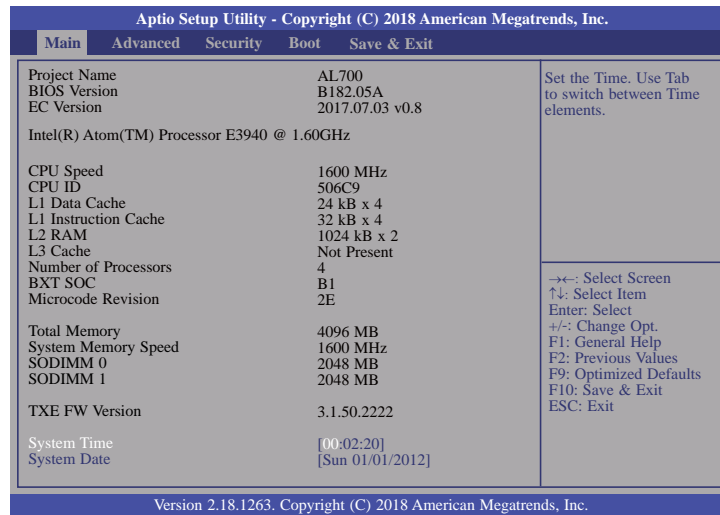 Aptio Setup Utility - Copyright (C) 2018 American Megatrends, Inc.
Main Advanced Security Boot Save & Exit
Project Name AL700
BIOS Version B182.05A
EC Version 2017.07.03 v0.8
Intel(R) Atom(TM) Processor E3940 @ 1.60GHz
CPU Speed 1600 MHz
CPU ID 506C9
L1 Data Cache 24 kB x 4
L1 Instruction Cache 32 kB x 4
L2 RAM 1024 kB x 2
L3 Cache Not Present
Number of Processors 4
BXT SOC B1
Microcode Revision 2E
Total Memory 4096 MB
System Memory Speed 1600 MHz
SODIMM 0 2048 MB
SODIMM 1 2048 MB
TXE FW Version 3.1.50.2222
System Time [00:02:20]
System Date [Sun 01/01/2012]
Set the Time. Use Tab
to switch between Time
elements.
→←: Select Screen
↑↓: Select Item
Enter: Select
+/-: Change Opt.
F1: General Help
F2: Previous Values
F9: Optimized Defaults
F10: Save & Exit
ESC: Exit
Version 2.18.1263. Copyright (C) 2018 American Megatrends, Inc.